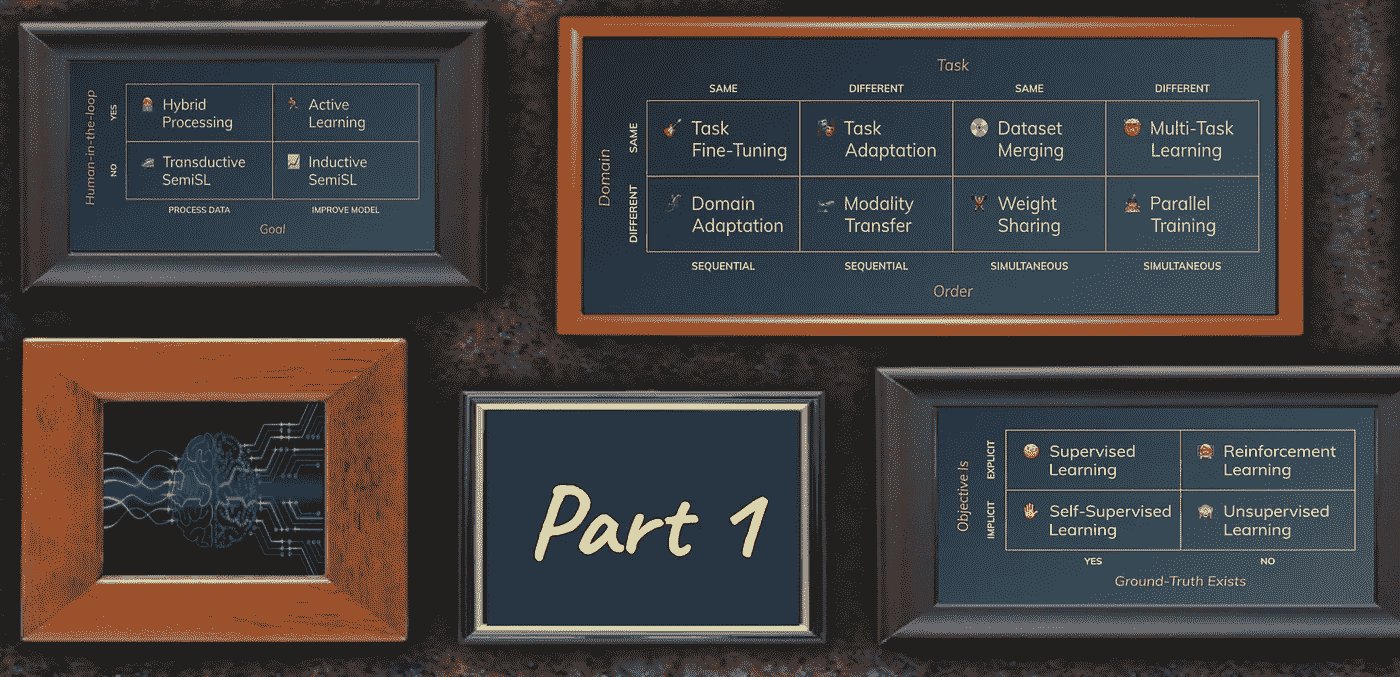 Human-in-the-loop
YES
NO
Hybrid
Processing
Active
Learning
Transductive
SemiSL
Inductive
SemiSL
PROCESS DATA
IMPROVE MODEL
Goal
Task
SAME
DIFFERENT
SAME
DIFFERENT
Domain
SAME
DIFFERENT
Task
Fine-Tuning
Task
Adaptation
Dataset
Merging
Multi-Task
Learning
Domain
Adaptation
Modality
Transfer
Weight
Sharing
Parallel
Training
SEQUENTIAL
SEQUENTIAL
SIMULTANEOUS
SIMULTANEOUS
Order
Part 1
Objective Is
EXPLICIT
IMPLICIT
Supervised
Learning
Reinforcement
Learning
Self-Supervised
Learning
Unsupervised
Learning
YES
NO
Ground-Truth Exists